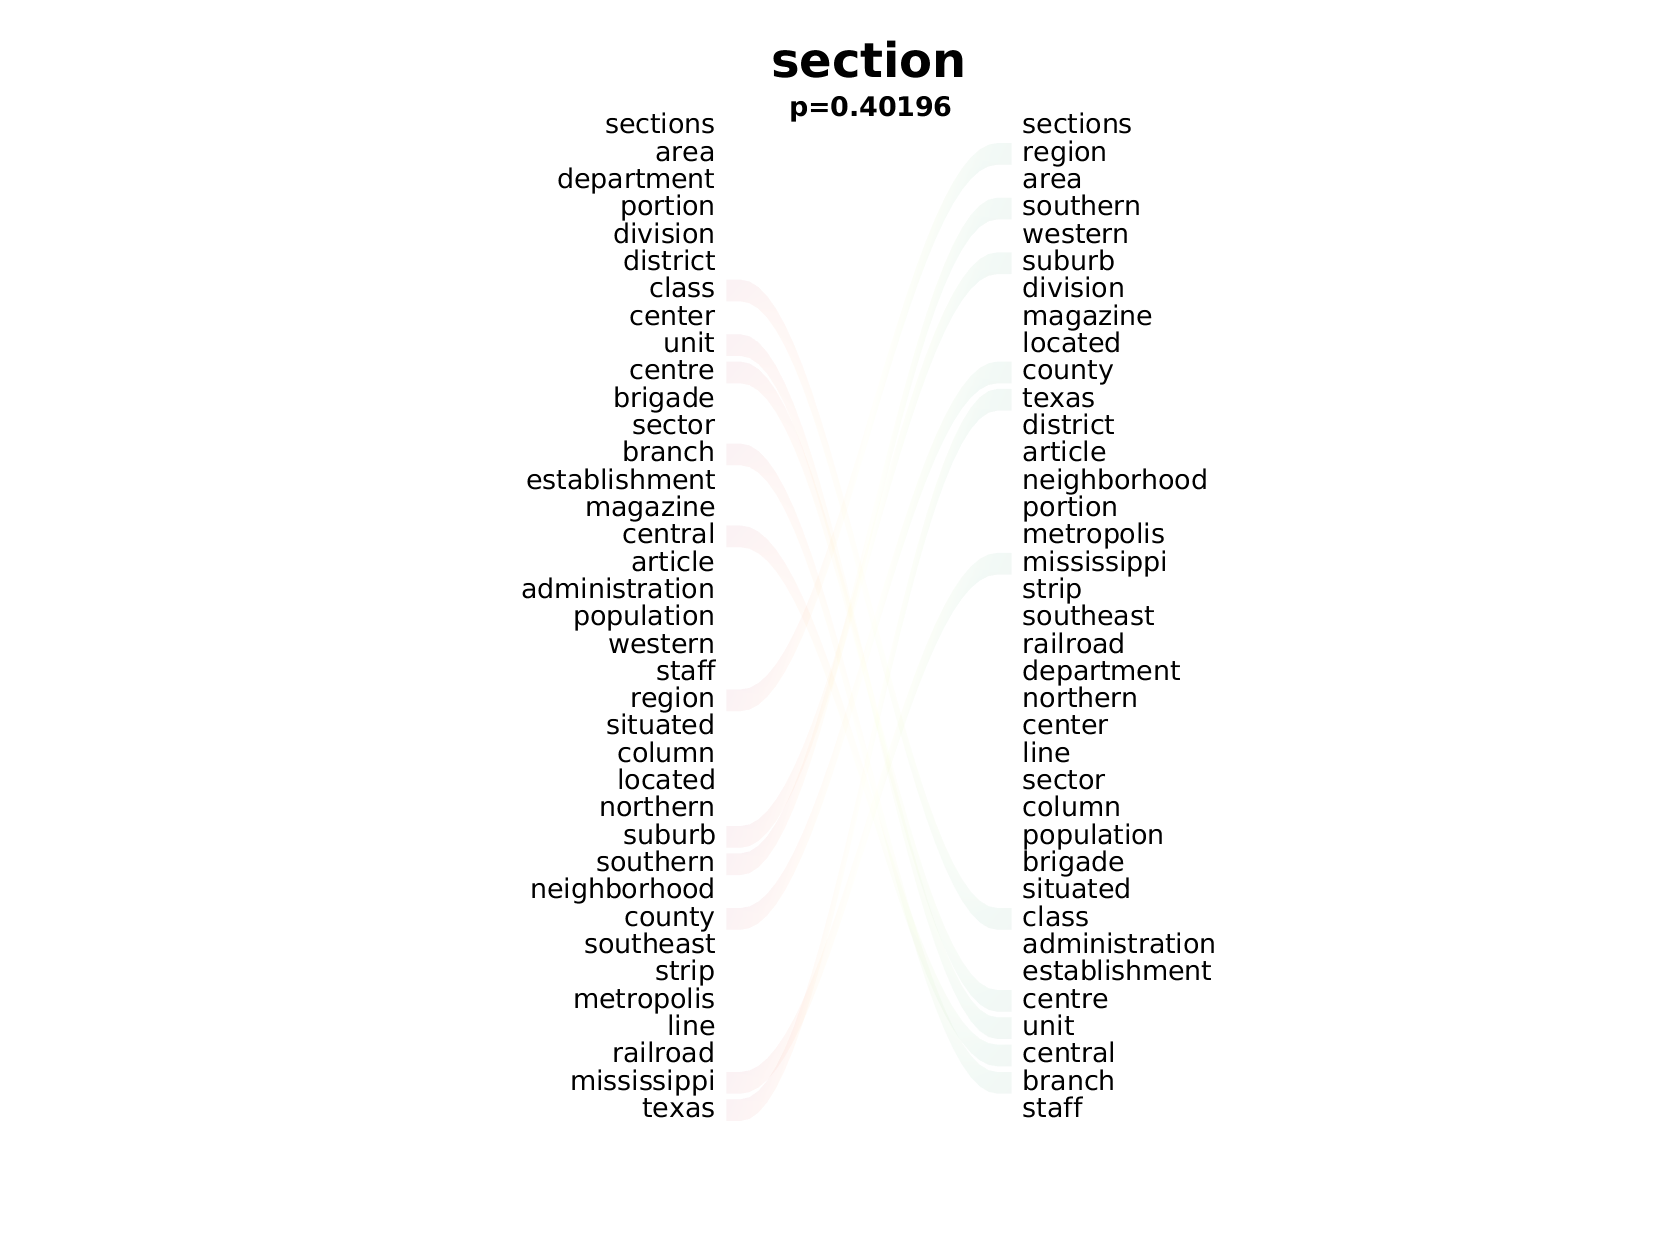 section
p=0.40196
sections
area
department
portion
division
district
class
center
unit
centre
brigade
sector
branch
establishment
magazine
central
article
administration
population
western
staff
region
situated
column
located
northern
suburb
southern
neighborhood
county
southeast
strip
metropolis
line
railroad
mississippi
texas
sections
region
area
southern
western
suburb
division
magazine
located
county
texas
district
article
neighborhood
portion
metropolis
mississippi
strip
southeast
railroad
department
northern
center
line
sector
column
population
brigade
situated
class
administration
establishment
centre
unit
central
branch
staff